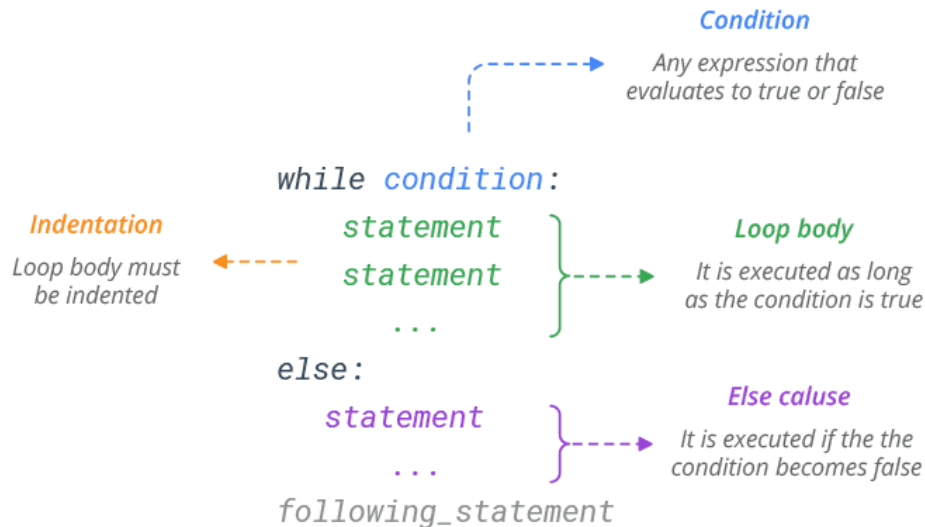 Condition
Any expression that
evaluates to true or false
while condition:
Indentation
Loop body must
be indented
statement
statement
...
Loop body
It is executed as long
as the condition is true
else:
statement
...
Else caluse
It is executed if the the
condition becomes false
following_statement